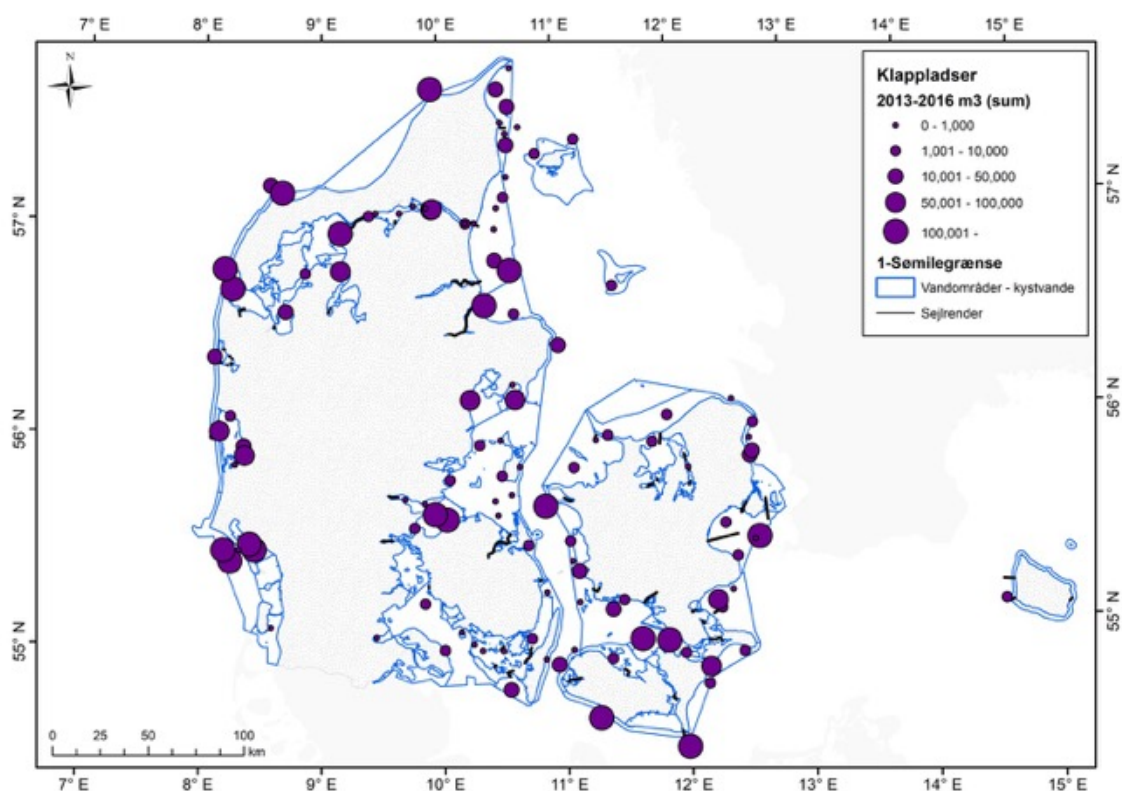 7° E 8° E 9° E 10° E 11° E 12° E 13° E 14° E 15° E
N
Klappladser
2013-2016 m3 (sum)
0 - 1,000
1,001 - 10,000
10,001 - 50,000
50,001 - 100,000
100,001 -
1-Sømilegrænse
Vandområder - kystvande
Sejlrender
57° N
56° N
55° N
57° N
56° N
55° N
0 25 50 100
km
7° E 8° E 9° E 10° E 11° E 12° E 13° E 14° E 15° E